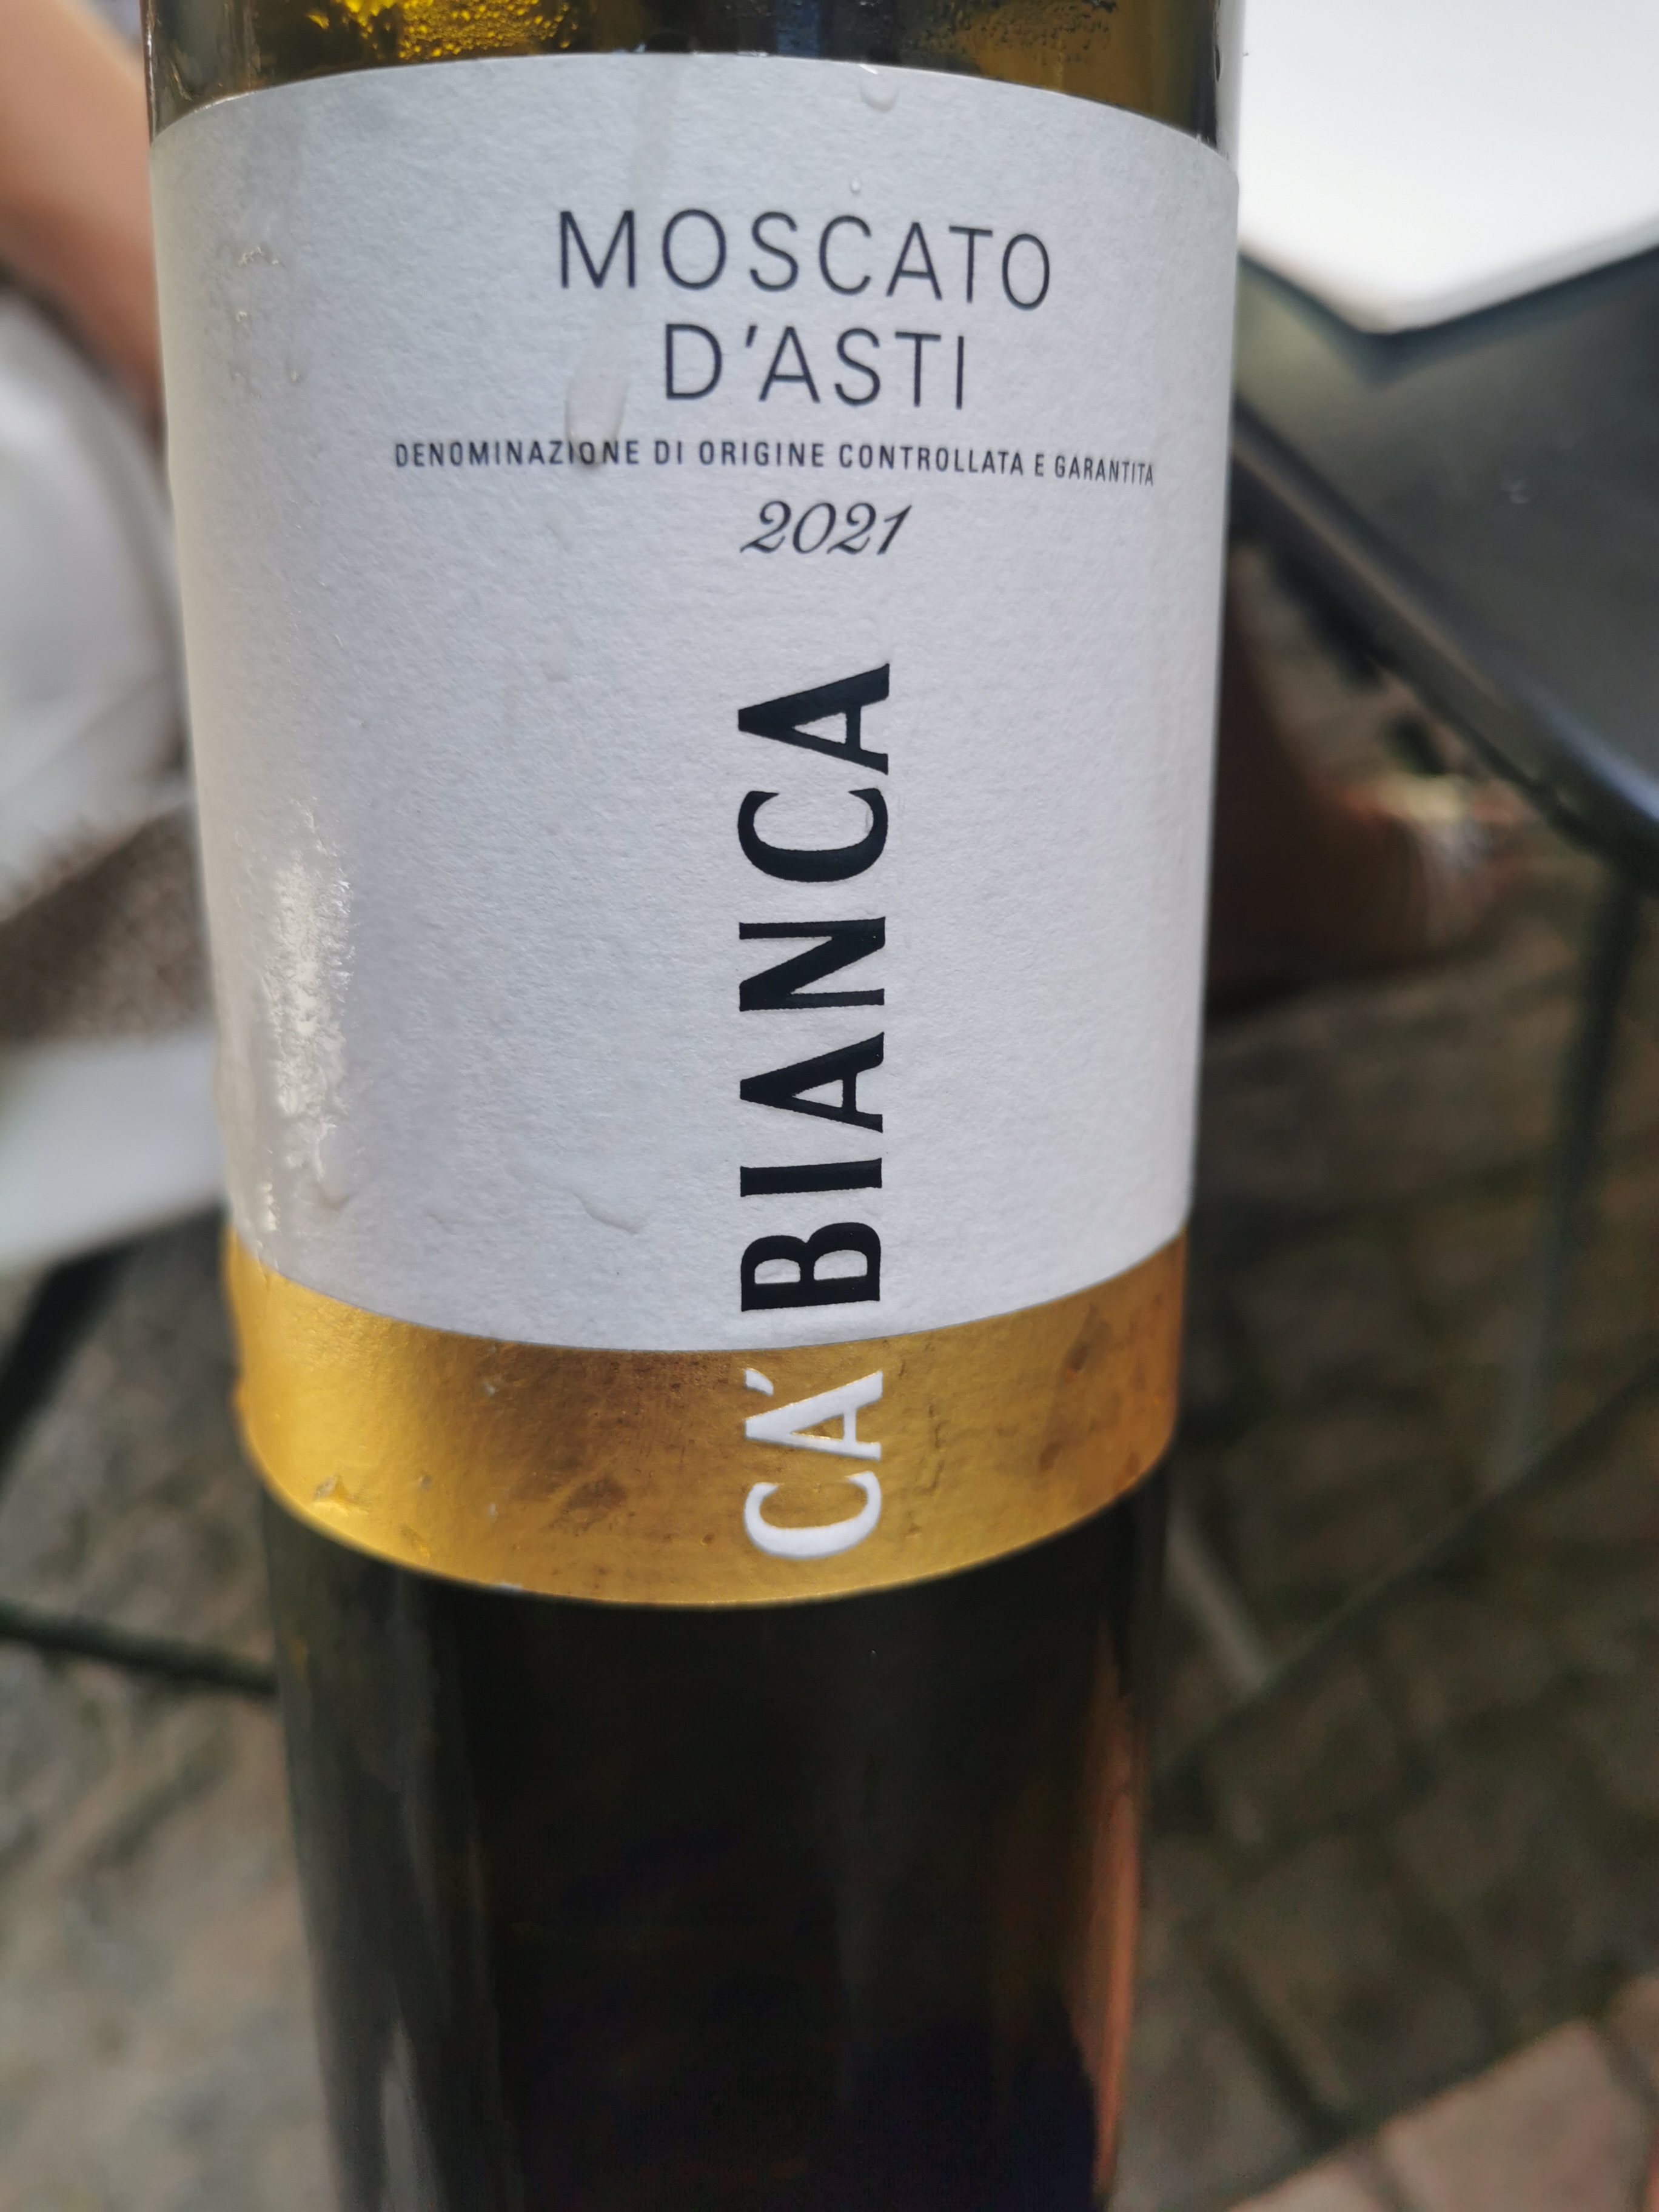 MOSCATO
D'ASTI
DENOMINAZIONE DI ORIGINE CONTROLLATA E GARANTITA
2021
CA' BIANCA